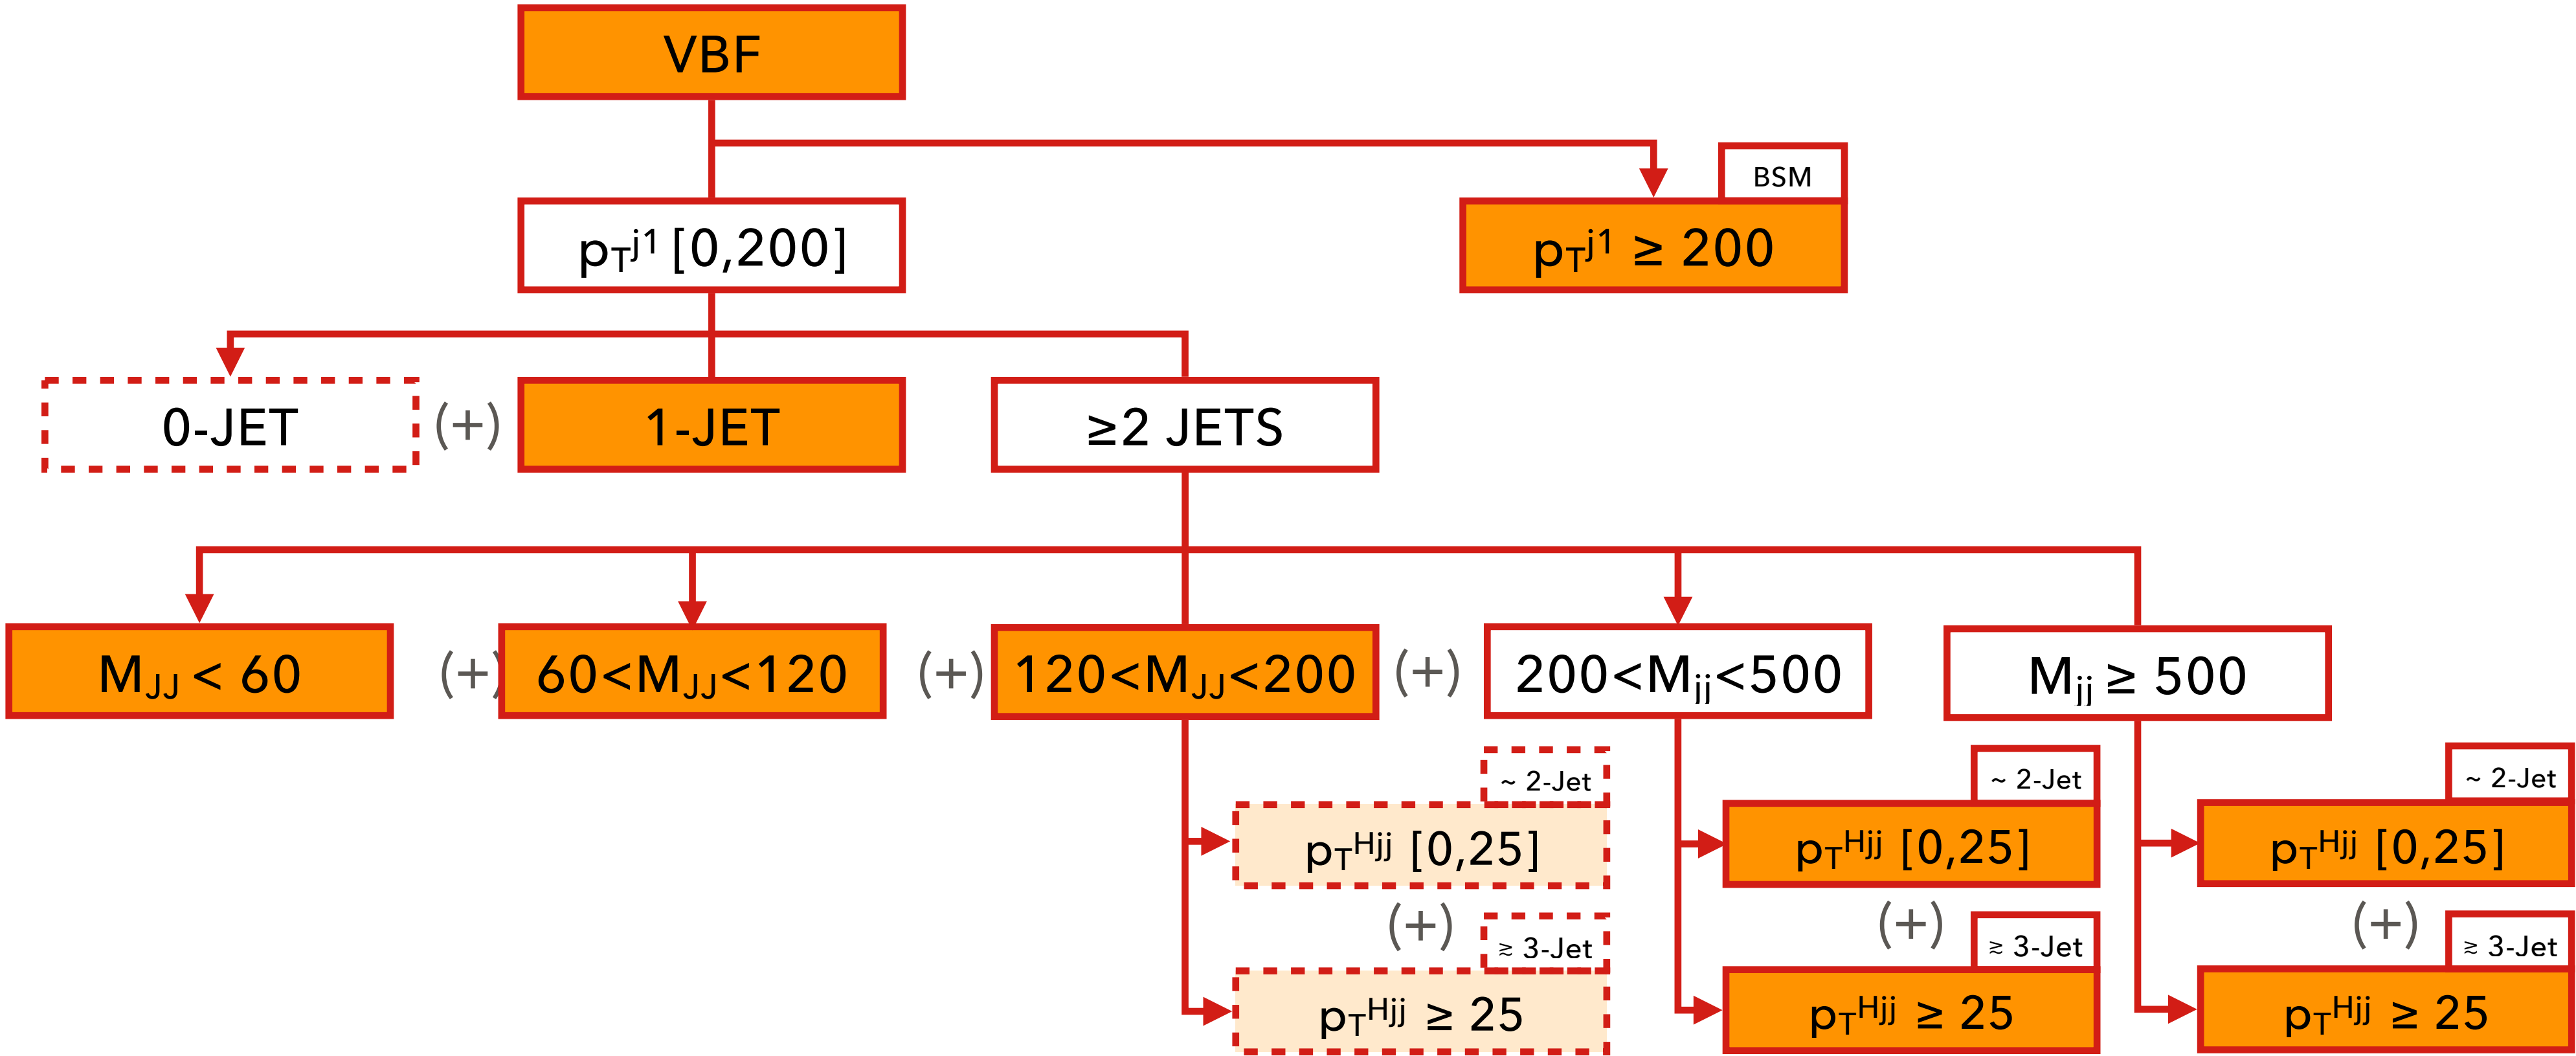 VBF
BSM
pTj1 [0,200]
pTj1 ≥ 200
0-JET
(+)
1-JET
≥2 JETS
MJJ < 60
(+)
60<MJJ<120
(+)
120<MJJ<200
(+)
200<Mjj<500
Mjj ≥ 500
~ 2-Jet
~ 2-Jet
~ 2-Jet
pTHjj [0,25]
pTHjj [0,25]
pTHjj [0,25]
(+)
(+)
(+)
≳ 3-Jet
≳ 3-Jet
≳ 3-Jet
pTHjj ≥ 25
pTHjj ≥ 25
pTHjj ≥ 25